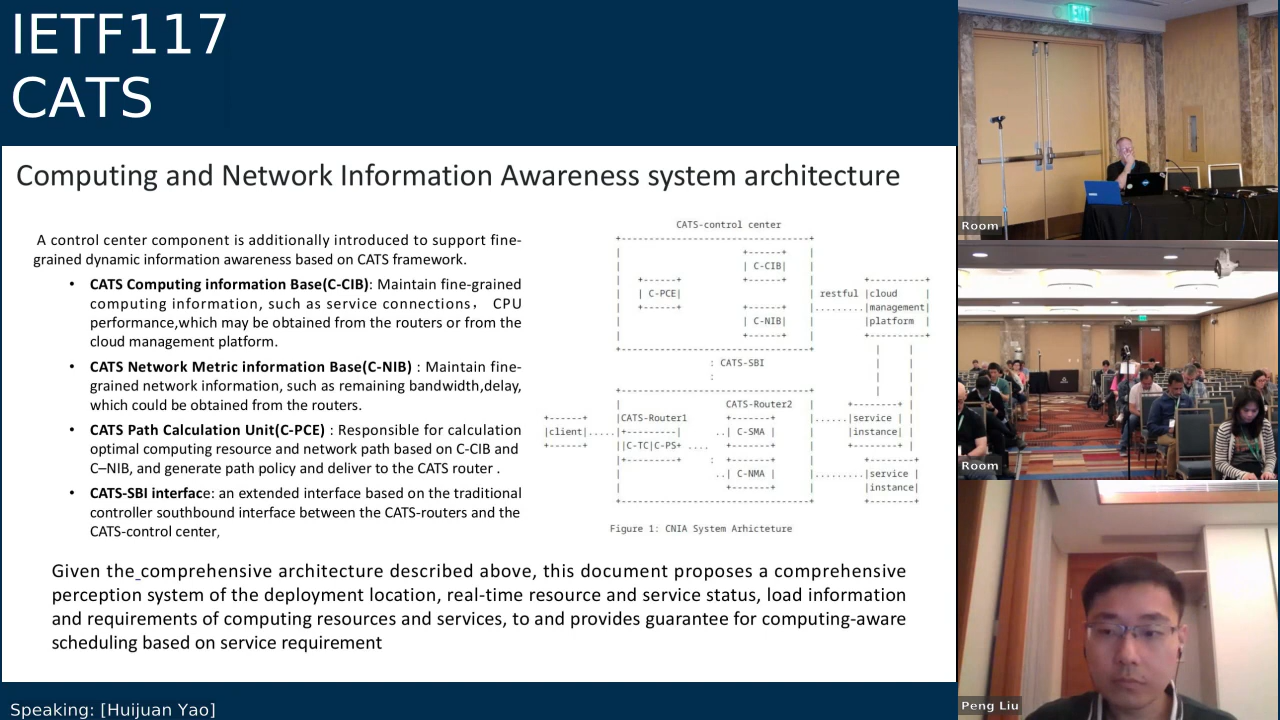 IETF117
CATS
Computing and Network Information Awareness system architecture
A control center component is additionally introduced to support fine-
grained dynamic information awareness based on CATS framework.
• CATS Computing information Base(C-CIB): Maintain fine-grained
computing information, such as service connections， CPU
performance,which may be obtained from the routers or from the
cloud management platform.
• CATS Network Metric information Base(C-NIB) : Maintain fine-
grained network information, such as remaining bandwidth,delay,
which could be obtained from the routers.
• CATS Path Calculation Unit(C-PCE) : Responsible for calculation
optimal computing resource and network path based on C-CIB and
C–NIB, and generate path policy and deliver to the CATS router .
• CATS-SBI interface: an extended interface based on the traditional
controller southbound interface between the CATS-routers and the
CATS-control center,
CATS-control center
C-CIB
C-PCE
restful
cloud
management
platform
C-NIB
: CATS-SBI
:
CATS-Router2
CATS-Router1
client
C-SMA
service
instance
C-TC|C-PS
C-NMA
service
instance
Figure 1: CNIA System Arhicteture
Given the comprehensive architecture described above, this document proposes a comprehensive
perception system of the deployment location, real-time resource and service status, load information
and requirements of computing resources and services, to and provides guarantee for computing-aware
scheduling based on service requirement
Speaking: [Huijuan Yao]
EXIT
Room
Room
Peng Liu